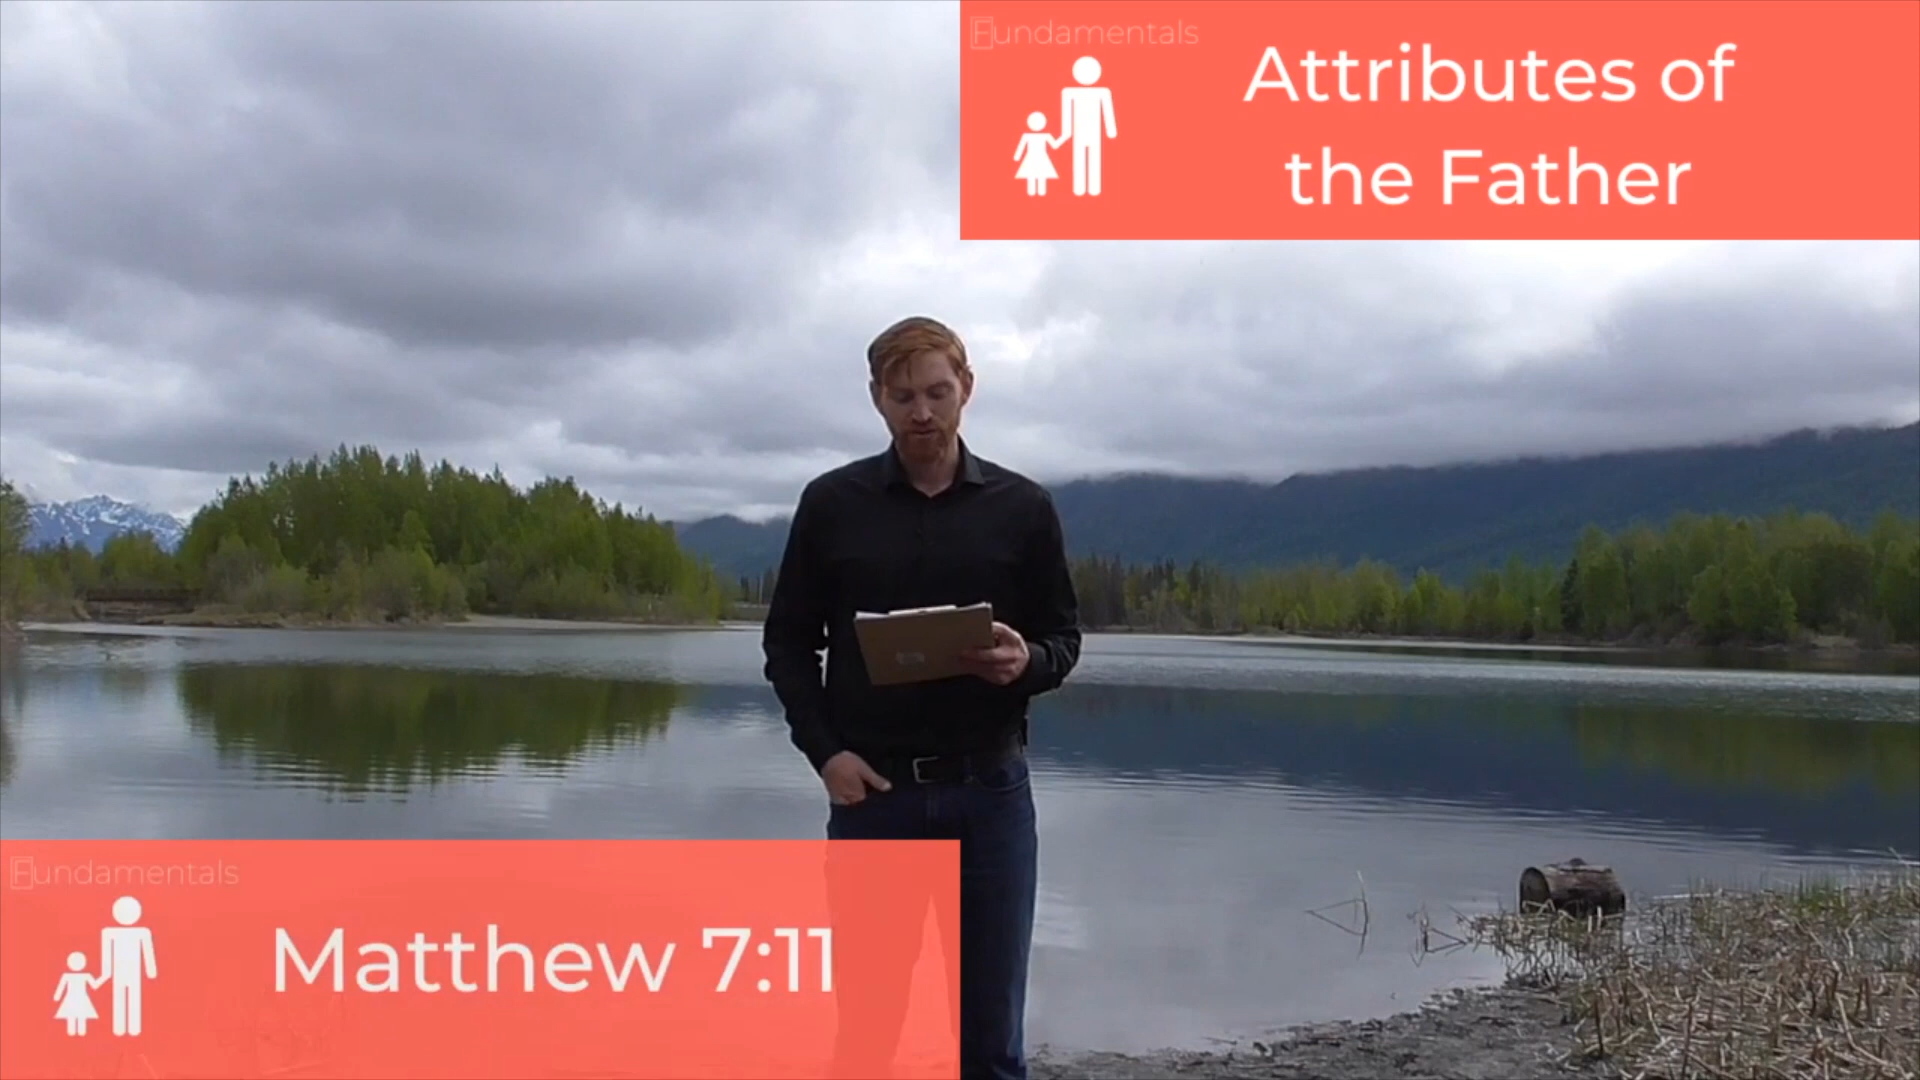 Fundamentals
Attributes of
the Father
Fundamentals
Matthew 7:11